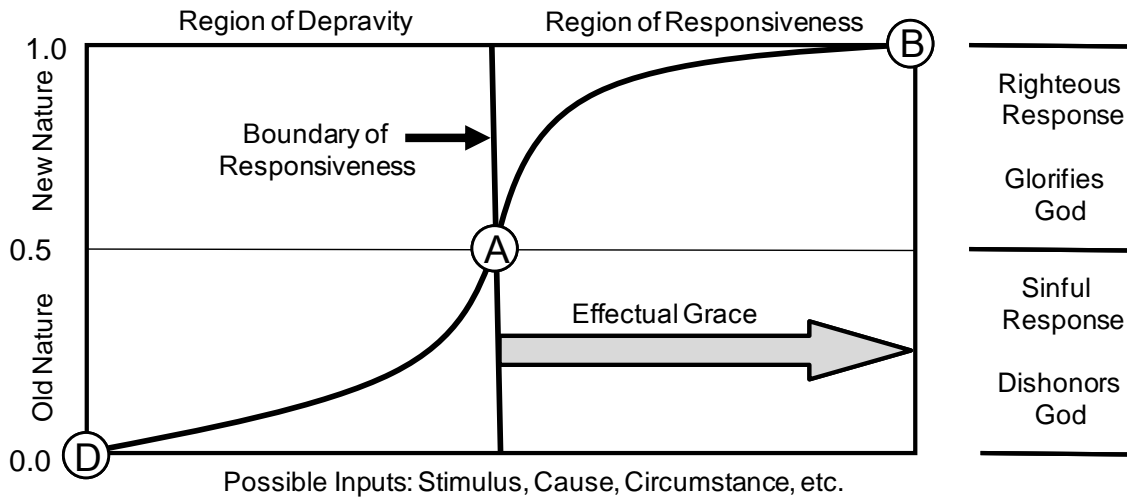 Region of Depravity
Region of Responsiveness
1.0
B
New Nature
Boundary of
Responsiveness
Righteous
Response
Glorifies
God
0.5
A
Old Nature
Effectual Grace
Sinful
Response
Dishonors
God
0.0
D
Possible Inputs: Stimulus, Cause, Circumstance, etc.